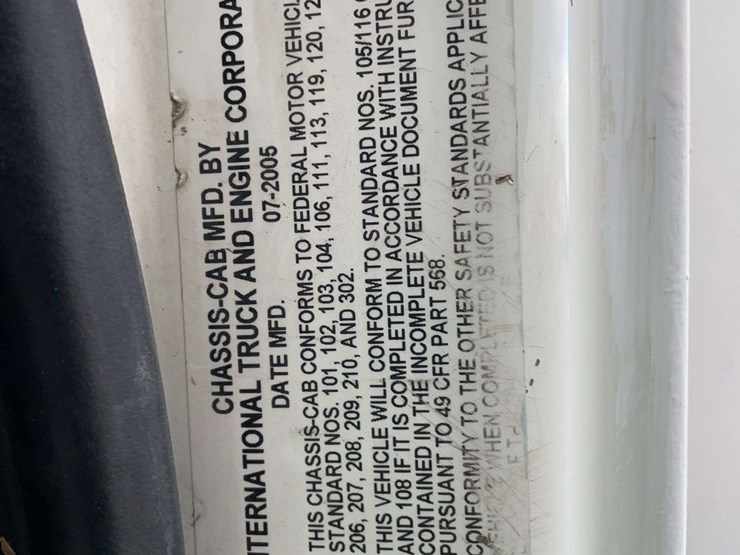 CHASSIS-CAB MFD. BY
TERNATIONAL TRUCK AND ENGINE CORPORA
DATE MFD. 07-2005
THIS CHASSIS-CAB CONFORMS TO FEDERAL MOTOR VEHICL
STANDARD NOS. 101, 102, 103, 104, 106, 111, 113, 119, 120, 12
206, 207, 208, 209, 210, AND 302.
THIS VEHICLE WILL CONFORM TO STANDARD NOS. 105/116
AND 108 IF IT IS COMPLETED IN ACCORDANCE WITH INSTRU
CONTAINED IN THE INCOMPLETE VEHICLE DOCUMENT FUR
PURSUANT TO 49 CFR PART 568.
CONFORMITY TO THE OTHER SAFETY STANDARDS APPLIC
WHEN COMPLETED IS NOT SUBSTANTIALLY AFFE